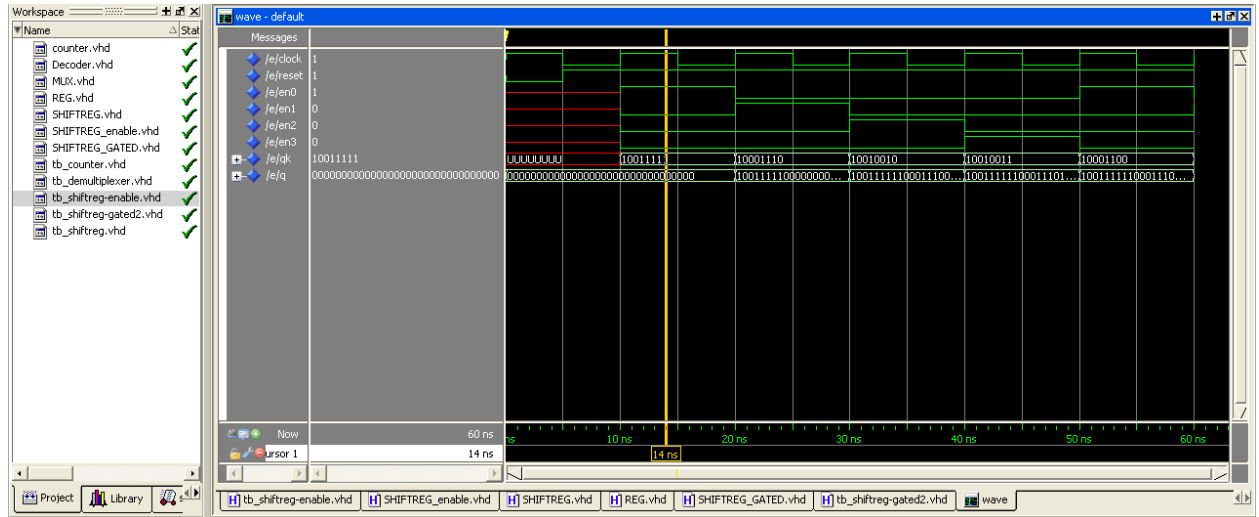 Workspace
Name Stat
counter.vhd
Decoder.vhd
MUX.vhd
REG.vhd
SHIFTREG.vhd
SHIFTREG_enable.vhd
SHIFTREG_GATED.vhd
tb_counter.vhd
tb_demultiplexer.vhd
tb_shiftreg-enable.vhd
tb_shiftreg-gated2.vhd
tb_shiftreg.vhd
Project Library s
wave - default
Messages
/e/clock 1
/e/reset 1
/e/en0 1
/e/en1 0
/e/en2 0
/e/en3 0
/e/qk 10011111 UUUUUUUU 10011111 10001110 10010010 10010011 10001100
/e/q 00000000000000000000000000000000 00000000000000000000000000000000 1001111100000000... 1001111110001110 0... 1001111110001110 1... 1001111110001110...
Now 60 ns ns 10 ns 20 ns 30 ns 40 ns 50 ns 60 ns
ursor 1 14 ns 14 ns
tb_shiftreg-enable.vhd SHIFTREG_enable.vhd SHIFTREG.vhd REG.vhd SHIFTREG_GATED.vhd tb_shiftreg-gated2.vhd wave